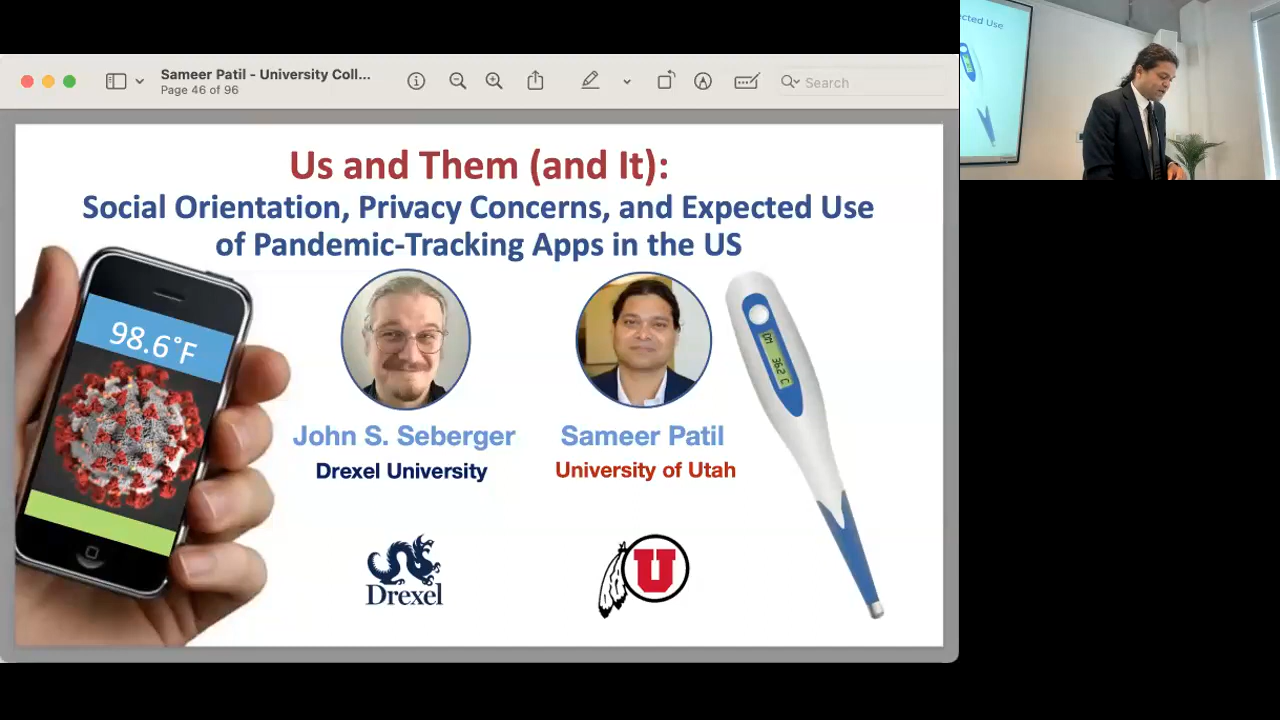 Sameer Patil - University Coll...
Page 46 of 96
Search
ected Use
Us and Them (and It):
Social Orientation, Privacy Concerns, and Expected Use
of Pandemic-Tracking Apps in the US
98.6°F
John S. Seberger
Sameer Patil
Drexel University
University of Utah
Drexel
U